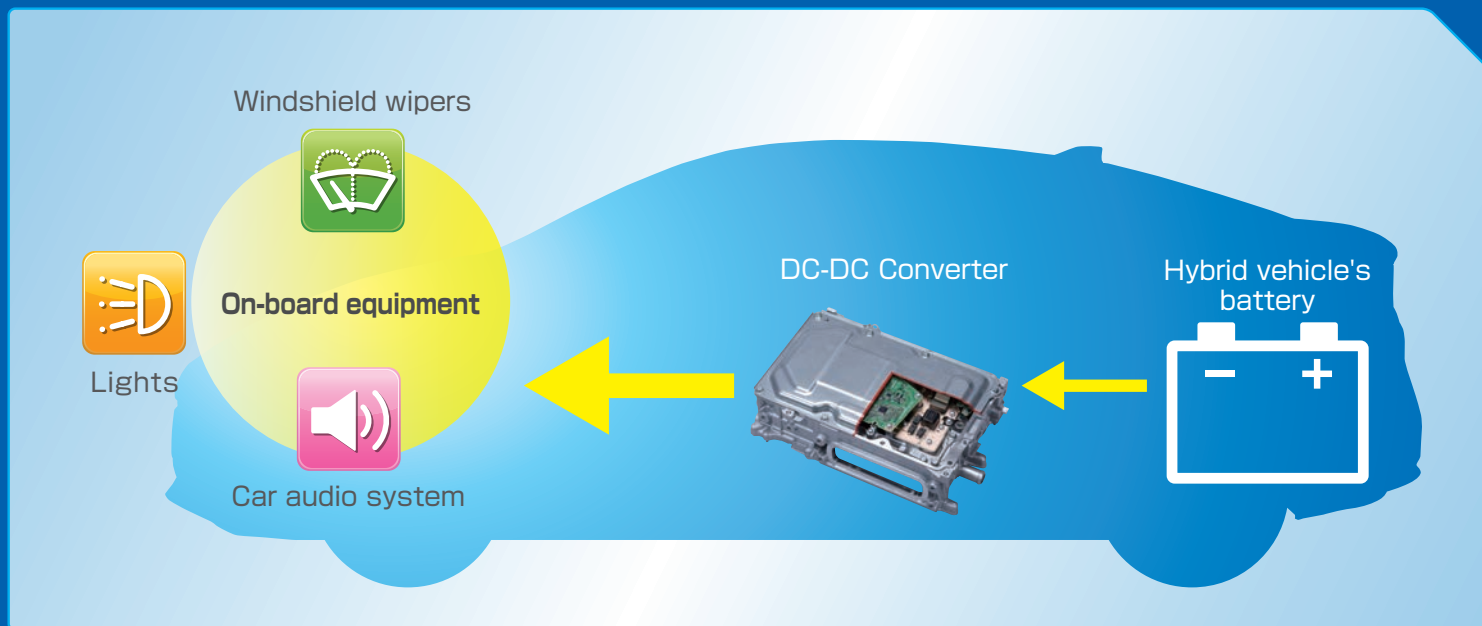 Windshield wipers
On-board equipment
Lights
Car audio system
DC-DC Converter
Hybrid vehicle's
battery